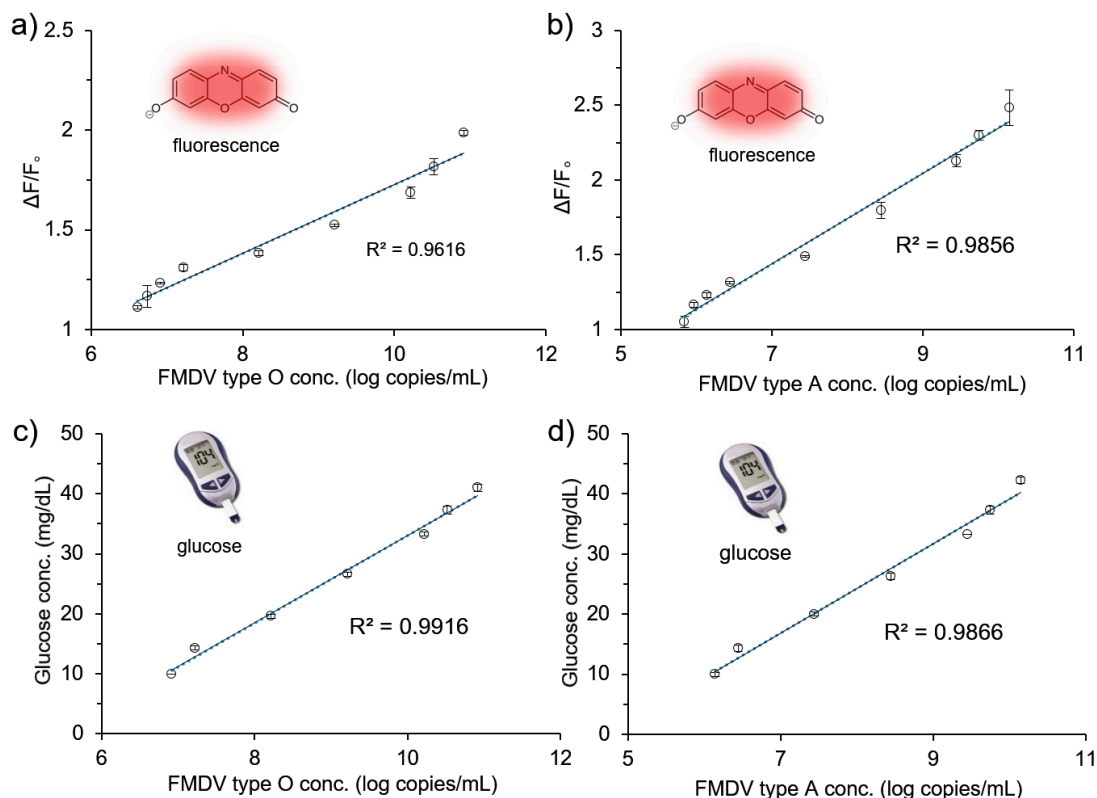 a)
2.5
2
1.5
1
ΔF/F°
N
O
O
O
⊖
fluorescence
R² = 0.9616
6 8 10 12
FMDV type O conc. (log copies/mL)
b)
3
2.5
2
1.5
1
ΔF/F°
N
O
O
O
⊖
fluorescence
R² = 0.9856
5 7 9 11
FMDV type A conc. (log copies/mL)
c)
50
40
30
20
10
0
Glucose conc. (mg/dL)
104
glucose
R² = 0.9916
6 8 10 12
FMDV type O conc. (log copies/mL)
d)
50
40
30
20
10
0
Glucose conc. (mg/dL)
104
glucose
R² = 0.9866
5 7 9 11
FMDV type A conc. (log copies/mL)